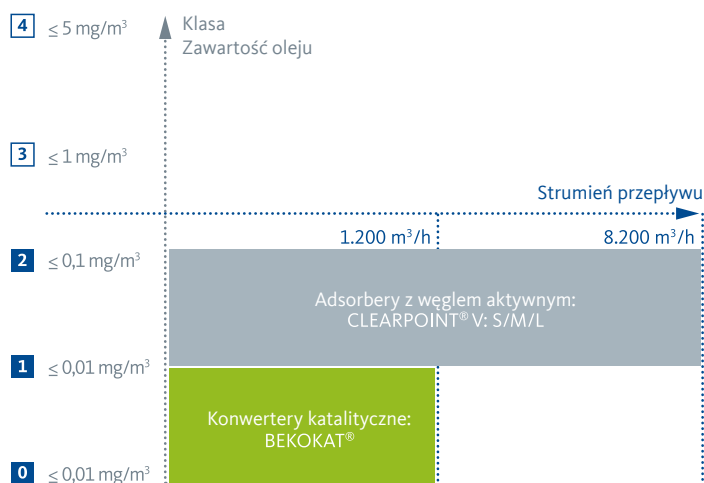 4 ≤ 5 mg/m³
Klasa
Zawartość oleju
3 ≤ 1 mg/m³
Strumień przepływu
1.200 m³/h 8.200 m³/h
2 ≤ 0,1 mg/m³
Adsorbery z węglem aktywnym:
CLEARPOINT® V: S/M/L
1 ≤ 0,01 mg/m³
Konwertery katalityczne:
BEKOKAT®
0 ≤ 0,01 mg/m³